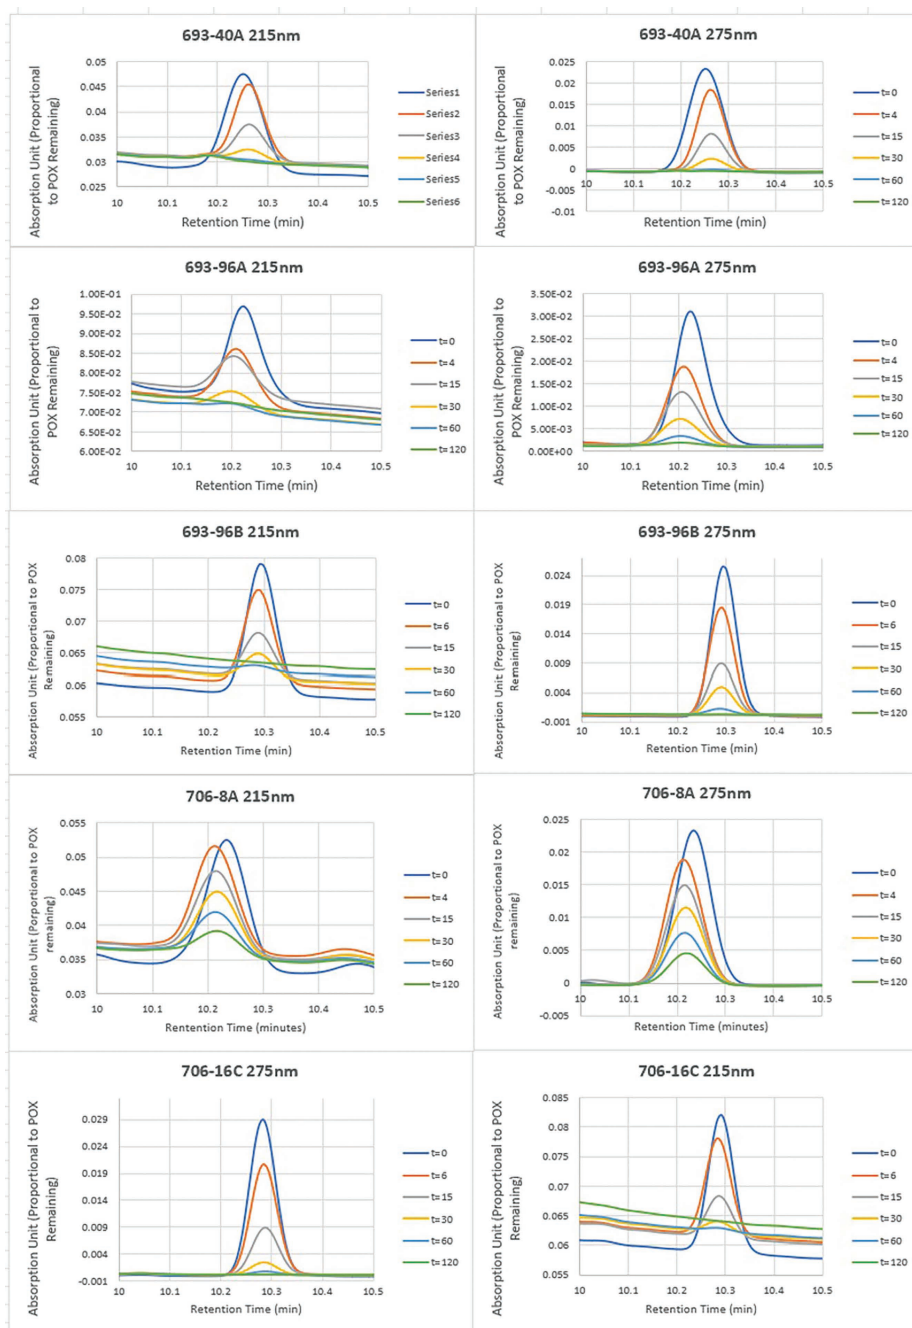 693-40A 215nm
Absorption Unit (Proportional
to POX Remaining)
0.05
0.045
0.04
0.035
0.03
0.025
10
10.1
10.2
10.3
10.4
10.5
Retention Time (min)
Series1
Series2
Series3
Series4
Series5
Series6
693-40A 275nm
Absorption Unit (Proportional
to POX Remaining)
0.025
0.02
0.015
0.01
0.005
0
-0.005
-0.01
10
10.1
10.2
10.3
10.4
10.5
Retention Time (min)
t=0
t=4
t=15
t=30
t=60
t=120
693-96A 215nm
Absorption Unit (Proportional to
POX Remaining)
1.00E-01
9.50E-02
9.00E-02
8.50E-02
8.00E-02
7.50E-02
7.00E-02
6.50E-02
6.00E-02
10
10.1
10.2
10.3
10.4
10.5
Retention Time (min)
t=0
t=4
t=15
t=30
t=60
t=120
693-96A 275nm
Absorption Unit (Proportional to
POX Remaining)
3.50E-02
3.00E-02
2.50E-02
2.00E-02
1.50E-02
1.00E-02
5.00E-03
0.00E+00
10
10.1
10.2
10.3
10.4
10.5
Retention Time (min)
t=0
t=4
t=15
t=30
t=60
t=120
693-96B 215nm
Absorption Unit (Proportional to POX
Remaining)
0.08
0.075
0.07
0.065
0.06
0.055
10
10.1
10.2
10.3
10.4
10.5
Retention Time (min)
t=0
t=6
t=15
t=30
t=60
t=120
693-96B 275nm
Absorption Unit (Proportional to POX
Remaining)
0.024
0.019
0.014
0.009
0.004
-0.001
10
10.1
10.2
10.3
10.4
10.5
Retention Time (min)
t=0
t=6
t=15
t=30
t=60
t=120
706-8A 215nm
Absorption Unit (Porportional to POX
remaining)
0.055
0.05
0.045
0.04
0.035
0.03
10
10.1
10.2
10.3
10.4
10.5
Retention Time (minutes)
t=0
t=4
t=15
t=30
t=60
t=120
706-8A 275nm
Absorption Unit (Proportional to POX
remaining)
0.025
0.02
0.015
0.01
0.005
0
-0.005
10
10.1
10.2
10.3
10.4
10.5
Retention Time (minutes)
t=0
t=4
t=15
t=30
t=60
t=120
706-16C 275nm
Absorption Unit (Proportional to POX
Remaining)
0.029
0.024
0.019
0.014
0.009
0.004
-0.001
10
10.1
10.2
10.3
10.4
10.5
Retention Time (min)
t=0
t=6
t=15
t=30
t=60
t=120
706-16C 215nm
Absorption Unit (Proportional to POX
Remaining)
0.085
0.08
0.075
0.07
0.065
0.06
0.055
10
10.1
10.2
10.3
10.4
10.5
Retention Time (min)
t=0
t=6
t=15
t=30
t=60
t=120